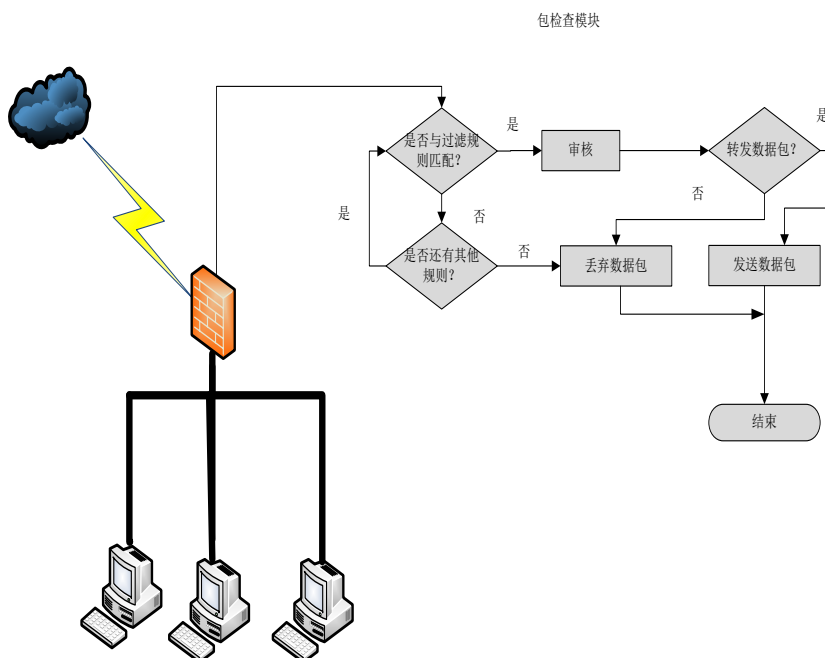 包检查模块
是
是否与过滤规
则匹配?
是
审核
转发数据包?
否
是
否
是否还有其他
规则?
否
丢弃数据包
发送数据包
结束